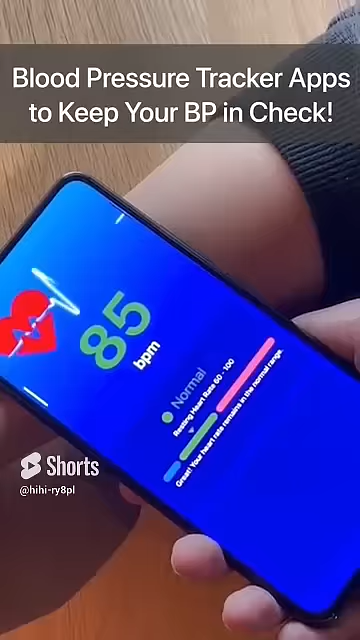 Blood Pressure Tracker Apps
to Keep Your BP in Check!
85
bpm
Normal
Resting Heart Rate 60 - 100
Great! Your heart rate remains in the normal range.
Shorts
@hihi-ry8pl